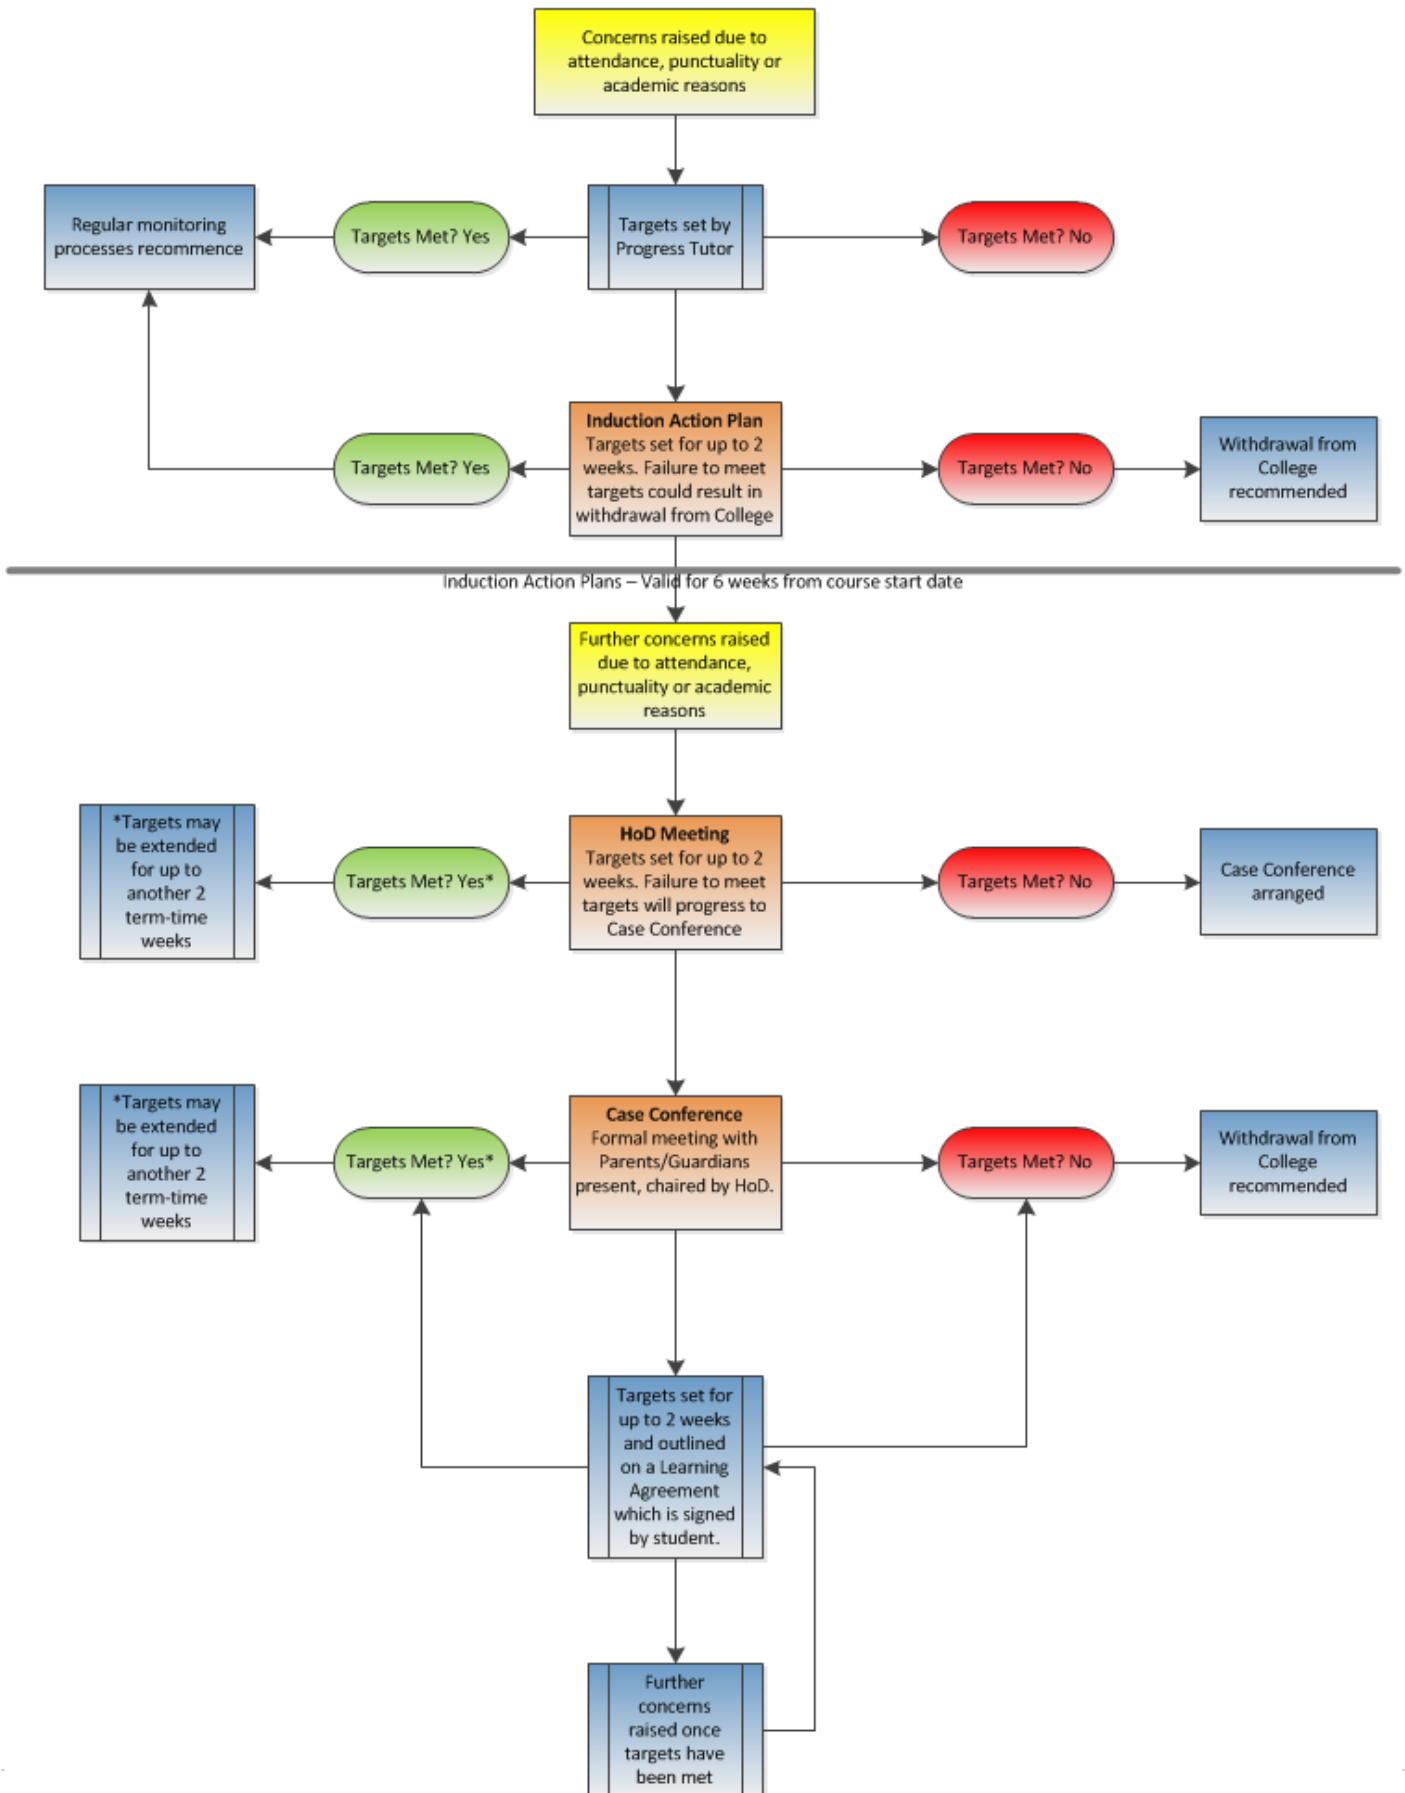 Concerns raised due to
attendance, punctuality or
academic reasons
Regular monitoring
processes recommence
Targets Met? Yes
Targets set by
Progress Tutor
Targets Met? No
Targets Met? Yes
Induction Action Plan
Targets set for up to 2
weeks. Failure to meet
targets could result in
withdrawal from College
Targets Met? No
Withdrawal from
College
recommended
Induction Action Plans – Valid for 6 weeks from course start date
Further concerns raised
due to attendance,
punctuality or academic
reasons
*Targets may
be extended
for up to
another 2
term-time
weeks
Targets Met? Yes*
HoD Meeting
Targets set for up to 2
weeks. Failure to meet
targets will progress to
Case Conference
Targets Met? No
Case Conference
arranged
*Targets may
be extended
for up to
another 2
term-time
weeks
Targets Met? Yes*
Case Conference
Formal meeting with
Parents/Guardians
present, chaired by HoD.
Targets Met? No
Withdrawal from
College
recommended
Targets set for
up to 2 weeks
and outlined
on a Learning
Agreement
which is signed
by student.
Further
concerns
raised once
targets have
been met